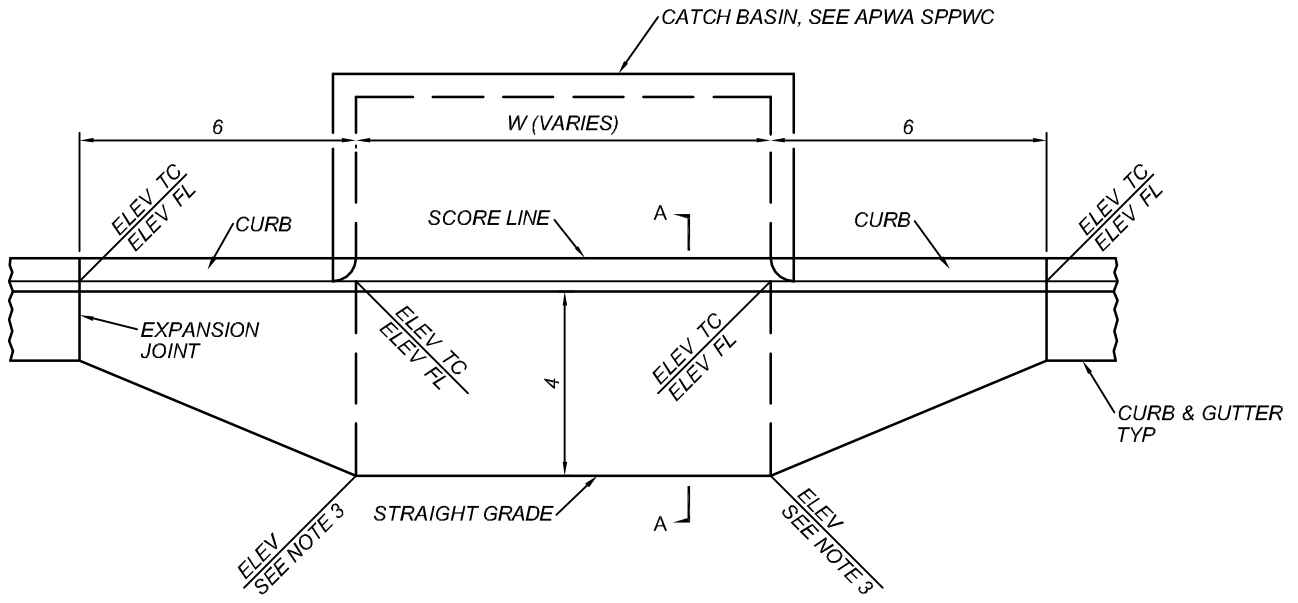 CATCH BASIN, SEE APWA SPPWC
6
W (VARIES)
6
ELEV TC
ELEV FL
CURB
SCORE LINE
A
CURB
ELEV TC
ELEV FL
EXPANSION
JOINT
ELEV TC
ELEV FL
4
ELEV TC
ELEV FL
CURB & GUTTER
TYP
STRAIGHT GRADE
A
ELEV
SEE NOTE 3
ELEV
SEE NOTE 3